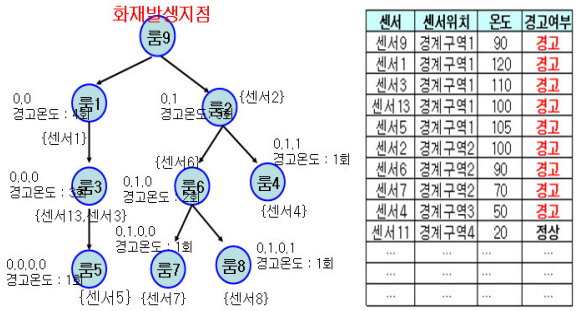 화재발생지점
룸9
0,0
경고온도 : 4회
룸1
{센서1}
0,1
경고온도 : 5회
룸2
{센서2}
0,0,0
경고온도 : 3회
룸3
{센서13,센서3}
{센서6}
0,1,0
경고온도 : 2회
룸6
0,1,1
경고온도 : 1회
룸4
{센서4}
0,0,0,0
경고온도 : 1회
룸5
{센서5}
0,1,0,0
경고온도 : 1회
룸7
{센서7}
룸8
0,1,0,1
경고온도 : 1회
{센서8}
센서 센서위치 온도 경고여부
센서9 경계구역1 90 경고
센서1 경계구역1 120 경고
센서3 경계구역1 110 경고
센서13 경계구역1 100 경고
센서5 경계구역1 105 경고
센서2 경계구역2 100 경고
센서6 경계구역2 90 경고
센서7 경계구역2 70 경고
센서4 경계구역3 50 경고
센서11 경계구역4 20 정상
... ... ... ...
... ... ... ...
... ... ... ...